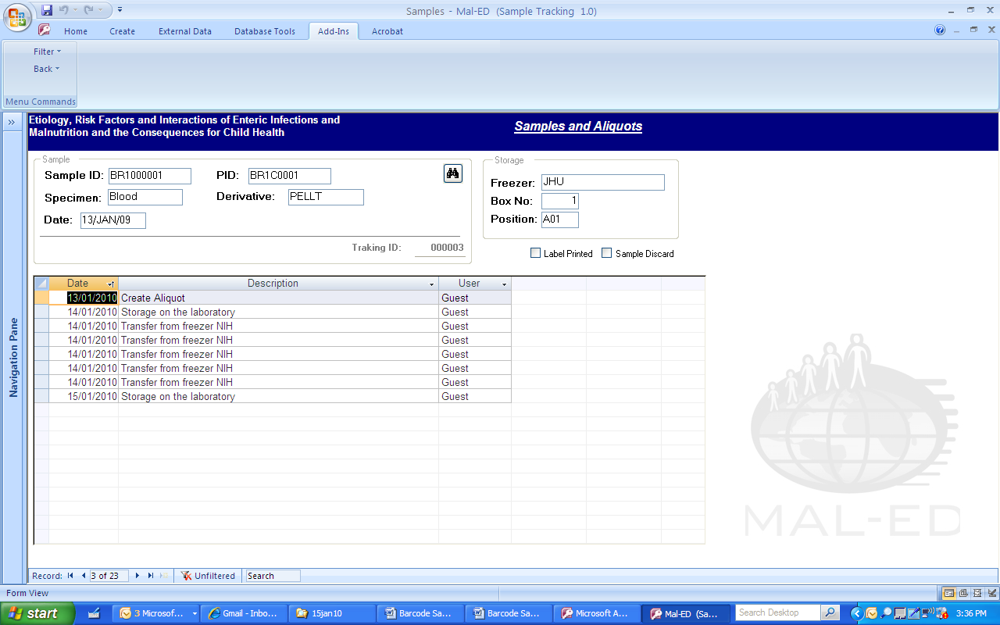 Samples - Mal-ED (Sample Tracking 1.0)
Home Create External Data Database Tools Add-Ins Acrobat
Filter
Back
Menu Commands
Etiology, Risk Factors and Interactions of Enteric Infections and
Malnutrition and the Consequences for Child Health
Samples and Aliquots
Sample
Sample ID: BR1000001 PID: BR1C0001
Specimen: Blood Derivative: PELLT
Date: 13/JAN/09
Traking ID: 000003
Storage
Freezer: JHU
Box No: 1
Position: A01
Label Printed Sample Discard
Date Description User
13/01/2010 Create Aliquot Guest
14/01/2010 Storage on the laboratory Guest
14/01/2010 Transfer from freezer NIH Guest
14/01/2010 Transfer from freezer NIH Guest
14/01/2010 Transfer from freezer NIH Guest
14/01/2010 Transfer from freezer NIH Guest
14/01/2010 Transfer from freezer NIH Guest
15/01/2010 Storage on the laboratory Guest
Navigation Pane
MAL-ED
Record: 3 of 23 Unfiltered Search
Form View
start 3 Microsof... Gmail - Inbo... 15jan10 Barcode Sa... Barcode Sa... Microsoft A... Mal-ED (Sa... Search Desktop 3:36 PM